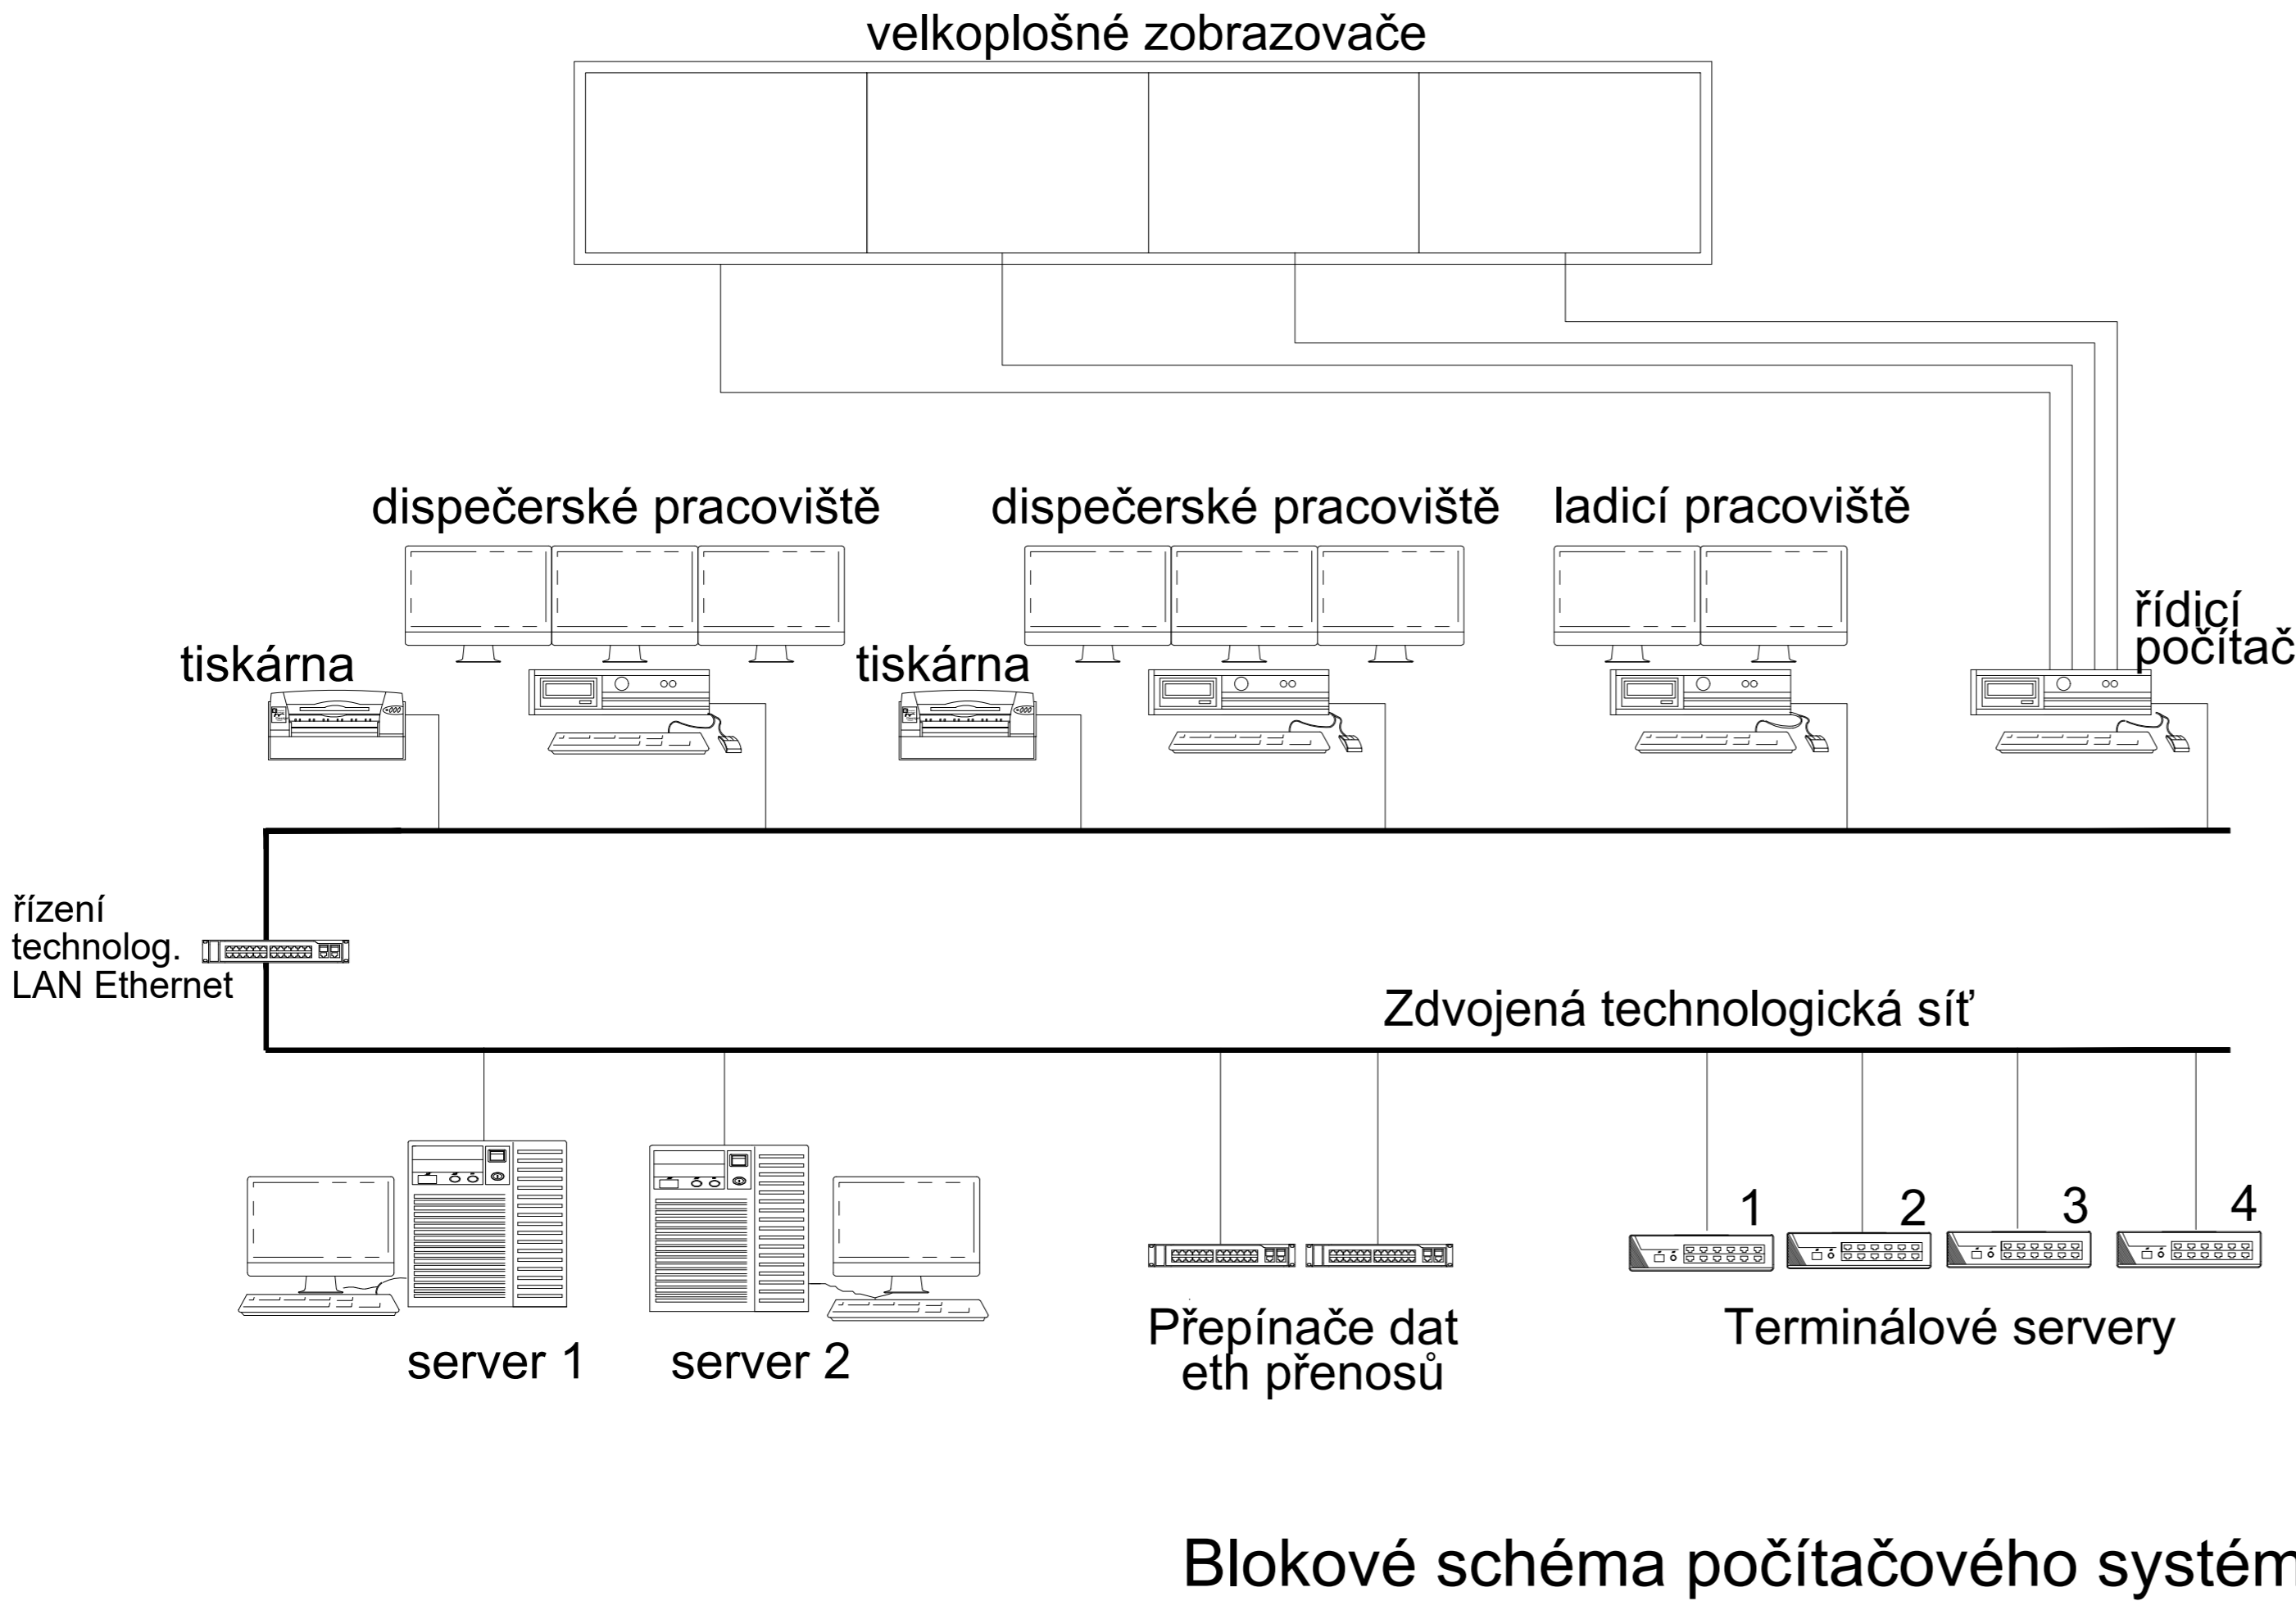 velkoplošné zobrazovače
dispečerské pracoviště
dispečerské pracoviště
ladicí pracoviště
řídicí
počítač
tiskárna
tiskárna
řízení
technolog.
LAN Ethernet
Zdvojená technologická síť
1
2
3
4
server 1
server 2
Přepínače dat
eth přenosů
Terminálové servery
Blokové schéma počítačového systém